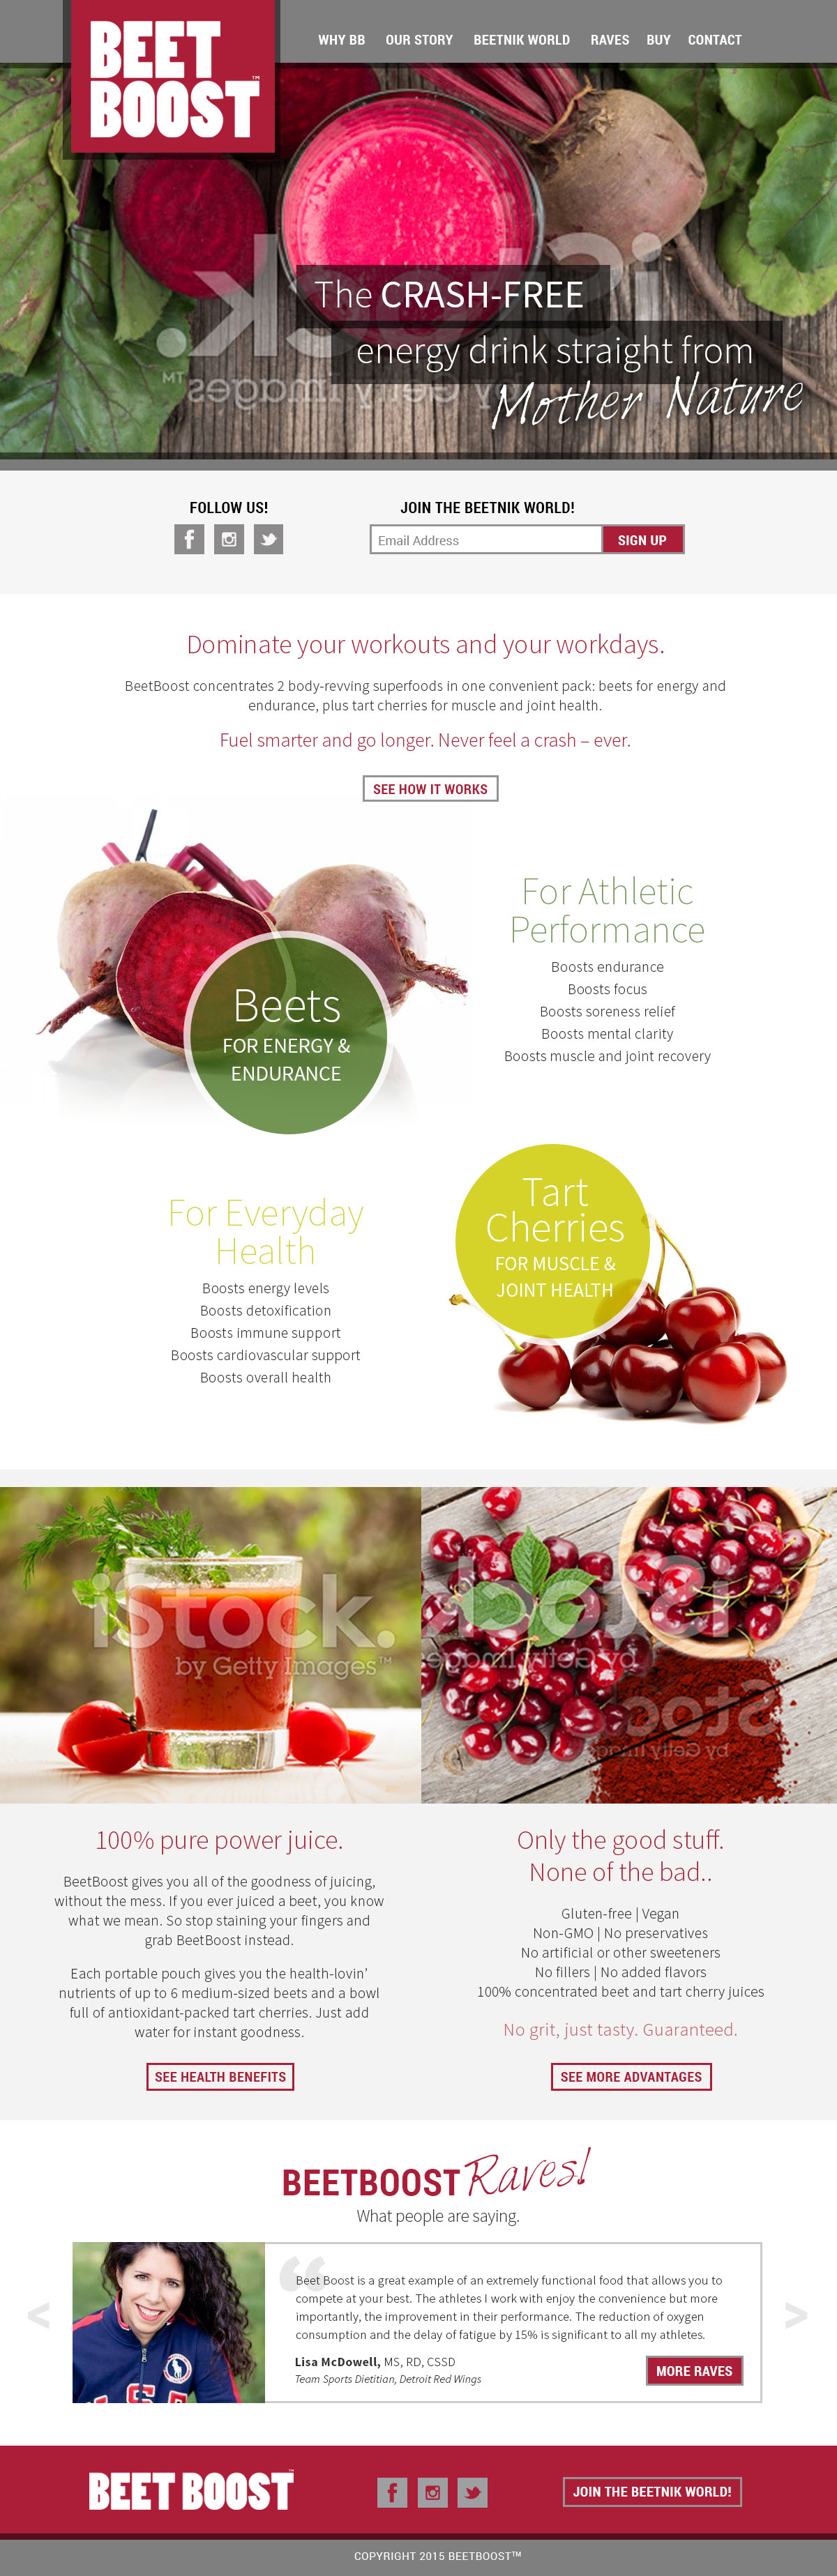 BEET
BOOST™
WHY BB OUR STORY BEETNIK WORLD RAVES BUY CONTACT
iStock.
by Getty Images™
The CRASH-FREE
energy drink straight from
Mother Nature
FOLLOW US! JOIN THE BEETNIK WORLD!
Email Address SIGN UP
Dominate your workouts and your workdays.
BeetBoost concentrates 2 body-revving superfoods in one convenient pack: beets for energy and
endurance, plus tart cherries for muscle and joint health.
Fuel smarter and go longer. Never feel a crash – ever.
SEE HOW IT WORKS
Beets
FOR ENERGY &
ENDURANCE
For Athletic
Performance
Boosts endurance
Boosts focus
Boosts soreness relief
Boosts mental clarity
Boosts muscle and joint recovery
For Everyday
Health
Boosts energy levels
Boosts detoxification
Boosts immune support
Boosts cardiovascular support
Boosts overall health
Tart
Cherries
FOR MUSCLE &
JOINT HEALTH
iStock.
by Getty Images™
iStock
by Getty Images
Stock
by Getty Images
100% pure power juice.
BeetBoost gives you all of the goodness of juicing,
without the mess. If you ever juiced a beet, you know
what we mean. So stop staining your fingers and
grab BeetBoost instead.
Each portable pouch gives you the health-lovin’
nutrients of up to 6 medium-sized beets and a bowl
full of antioxidant-packed tart cherries. Just add
water for instant goodness.
SEE HEALTH BENEFITS
Only the good stuff.
None of the bad..
Gluten-free | Vegan
Non-GMO | No preservatives
No artificial or other sweeteners
No fillers | No added flavors
100% concentrated beet and tart cherry juices
No grit, just tasty. Guaranteed.
SEE MORE ADVANTAGES
BEETBOOST Raves!
What people are saying.
< >
“
Beet Boost is a great example of an extremely functional food that allows you to
compete at your best. The athletes I work with enjoy the convenience but more
importantly, the improvement in their performance. The reduction of oxygen
consumption and the delay of fatigue by 15% is significant to all my athletes.
Lisa McDowell, MS, RD, CSSD
Team Sports Dietitian, Detroit Red Wings
MORE RAVES
USA
BEET BOOST™
JOIN THE BEETNIK WORLD!
COPYRIGHT 2015 BEETBOOST™